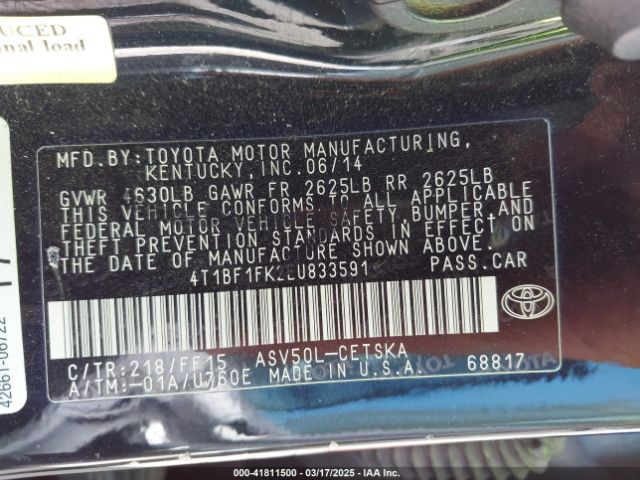 UCED
nal load
MFD.BY:TOYOTA MOTOR MANUFACTURING,
KENTUCKY,INC.06/14
GVWR 4630LB GAWR FR 2625LB RR 2625LB
THIS VEHICLE CONFORMS TO ALL APPLICABLE
FEDERAL MOTOR VEHICLE SAFETY,BUMPER,AND
THEFT PREVENTION STANDARDS IN EFFECT ON
THE DATE OF MANUFACTURE SHOWN ABOVE.
PASS.CAR
C/TR:218/FF15 ASV50L-CETSKA
A/TM:-01A/U760E MADE IN U.S.A. 68817
42661-06722
000-41811500 — 03/17/2025 — IAA Inc.